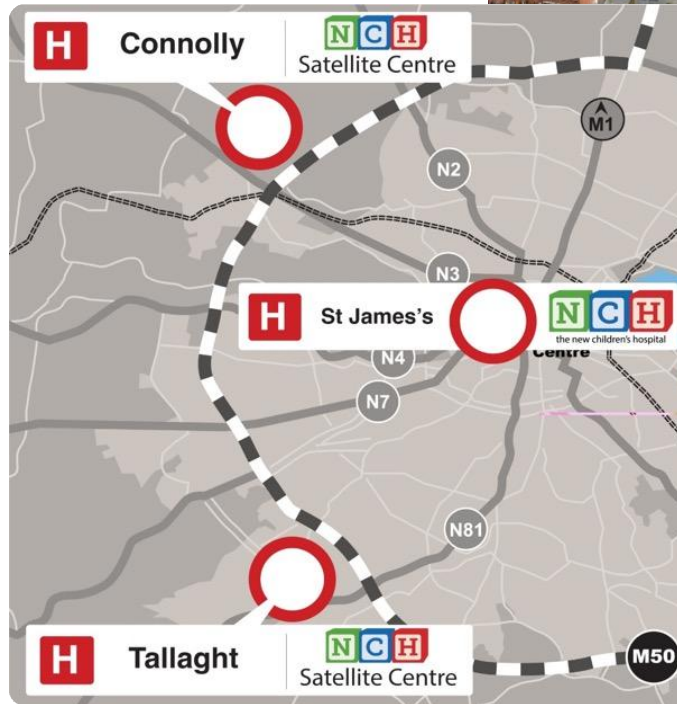 H Connolly NCH
Satellite Centre
M1
N2
N3
H St James's NCH
the new children's hospital
Centre
N4
N7
N81
H Tallaght NCH
Satellite Centre
M50